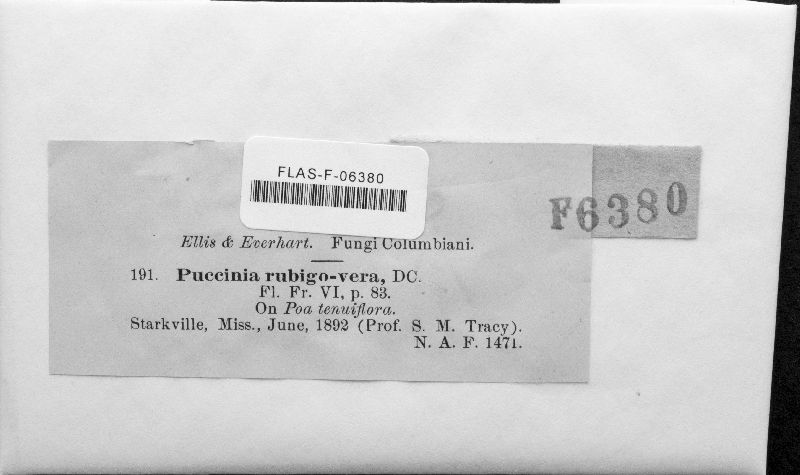 FLAS-F-06380
F6380
Ellis & Everhart. Fungi Columbiani.
191. Puccinia rubigo-vera, DC.
Fl. Fr. VI, p. 83.
On Poa tenuiflora.
Starkville, Miss., June, 1892 (Prof. S. M. Tracy).
N. A. F. 1471.